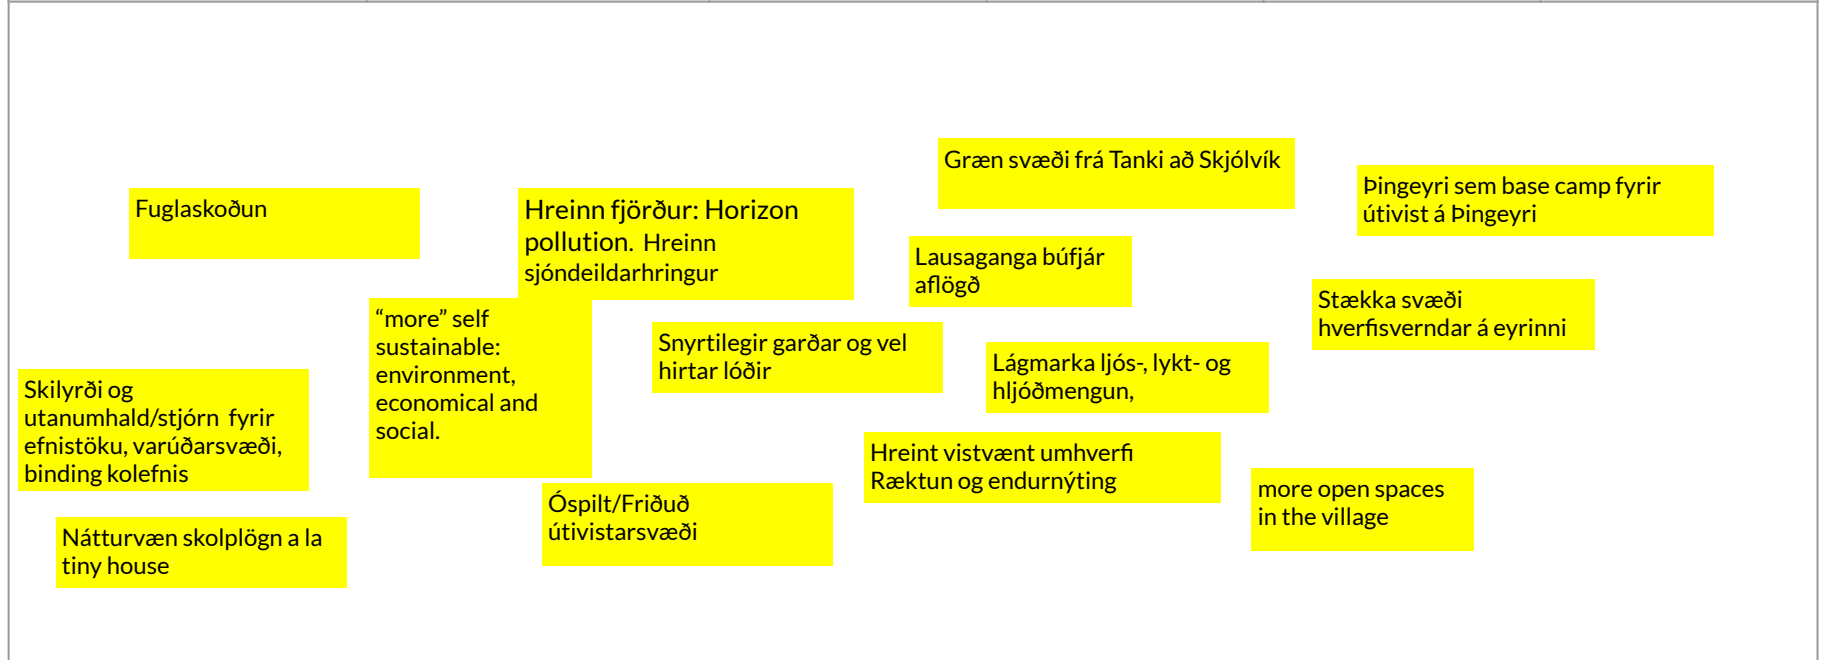 Fuglaskoðun
Hreinn fjörður: Horizon
pollution. Hreinn
sjóndeildarhringur
Græn svæði frá Tanki að Skjólvík
Þingeyri sem base camp fyrir
útivist á Þingeyri
Lausaganga búfjár
aflögð
Stækka svæði
hverfisverndar á eyrinni
“more” self
sustainable:
environment,
economical and
social.
Snyrtilegir garðar og vel
hirtar lóðir
Lágmarka ljós-, lykt- og
hljóðmengun,
Skilyrði og
utanumhald/stjórn fyrir
efnistöku, varúðarsvæði,
binding kolefnis
Hreint vistvænt umhverfi
Ræktun og endurnýting
more open spaces
in the village
Óspilt/Friðuð
útivistarsvæði
Nátturvæn skolplögn a la
tiny house